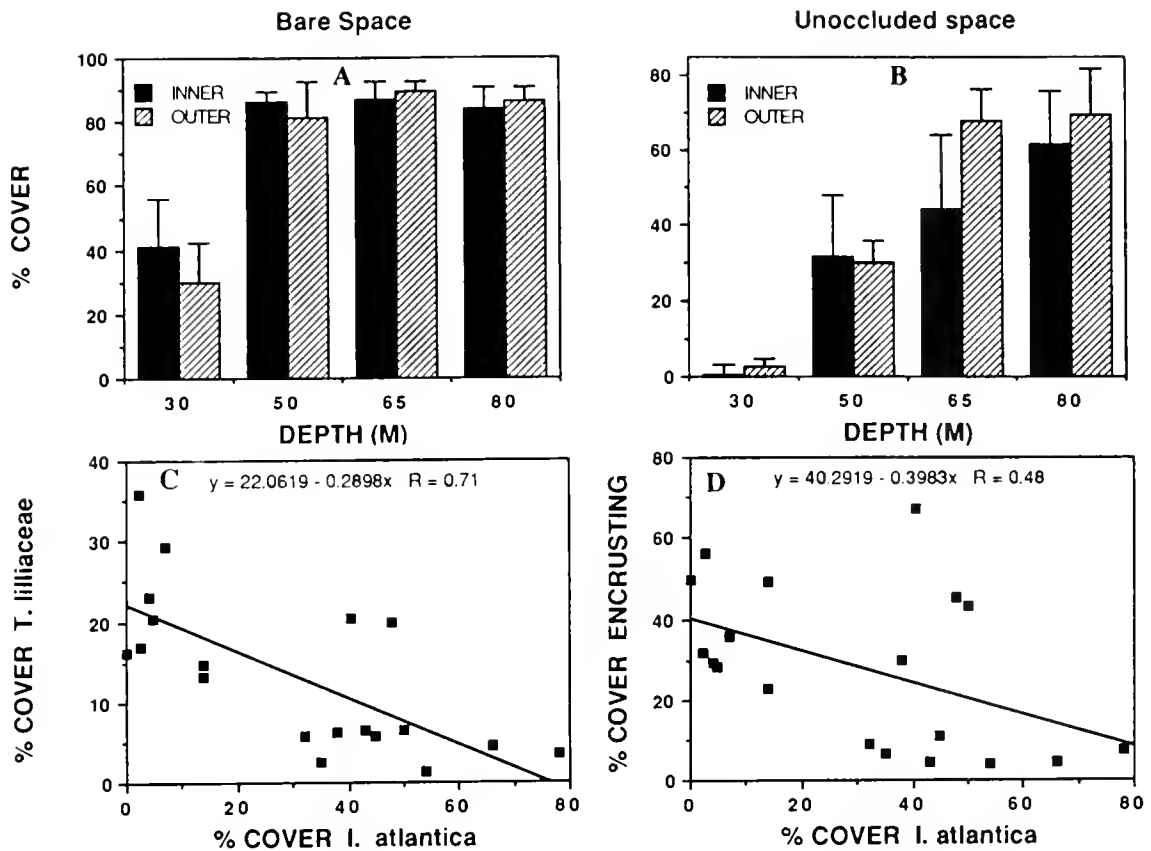 Bare Space
Unoccluded space
A
B
INNER
OUTER
INNER
OUTER
% COVER
100
80
60
40
20
0
80
60
40
20
0
30 50 65 80
30 50 65 80
DEPTH (M)
DEPTH (M)
C y = 22.0619 - 0.2898x R = 0.71
D y = 40.2919 - 0.3983x R = 0.48
% COVER T. lilliaceae
40
30
20
10
0
% COVER ENCRUSTING
80
60
40
20
0
0 20 40 60 80
0 20 40 60 80
% COVER I. atlantica
% COVER I. atlantica